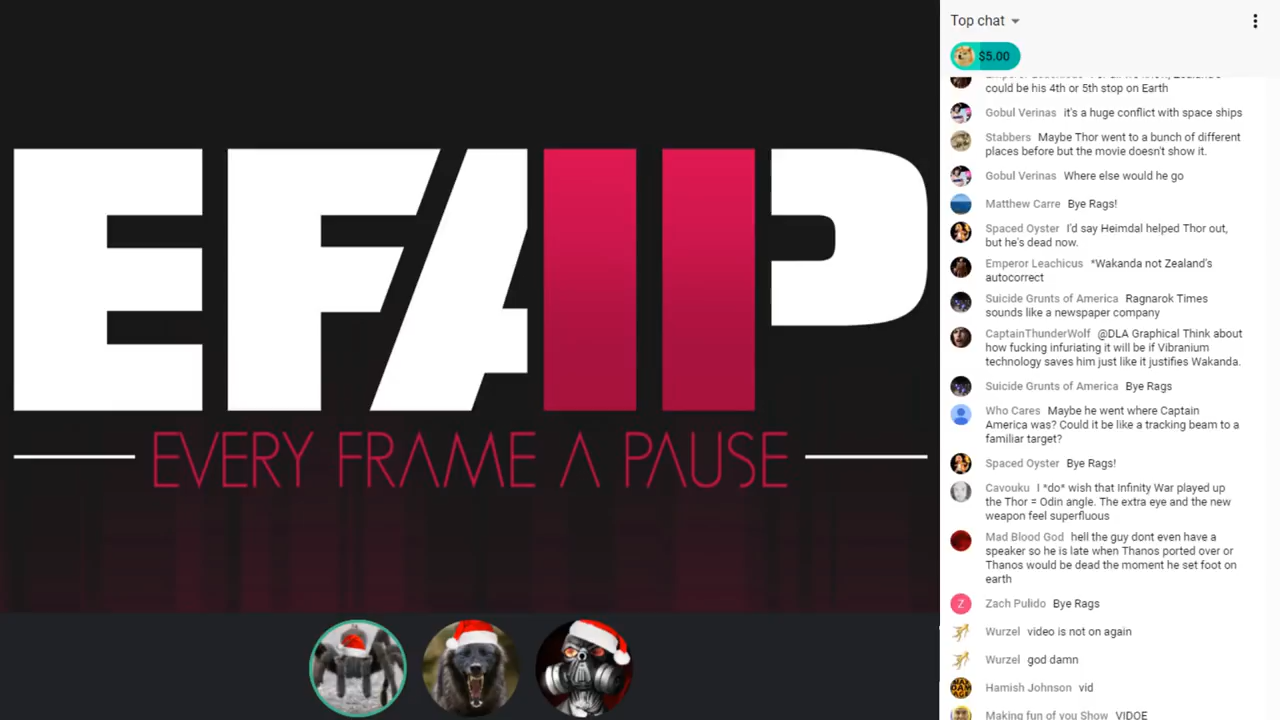 Top chat
$5.00
could be his 4th or 5th stop on Earth
Gobul Verinas it's a huge conflict with space ships
Stabbers Maybe Thor went to a bunch of different
places before but the movie doesn't show it.
Gobul Verinas Where else would he go
Matthew Carre Bye Rags!
Spaced Oyster I'd say Heimdal helped Thor out,
but he's dead now.
Emperor Leachicus *Wakanda not Zealand's
autocorrect
Suicide Grunts of America Ragnarok Times
sounds like a newspaper company
CaptainThunderWolf @DLA Graphical Think about
how fucking infuriating it will be if Vibranium
technology saves him just like it justifies Wakanda.
Suicide Grunts of America Bye Rags
Who Cares Maybe he went where Captain
America was? Could it be like a tracking beam to a
familiar target?
Spaced Oyster Bye Rags!
Cavouku I *do* wish that Infinity War played up
the Thor = Odin angle. The extra eye and the new
weapon feel superfluous
Mad Blood God hell the guy dont even have a
speaker so he is late when Thanos ported over or
Thanos would be dead the moment he set foot on
earth
Z Zach Pulido Bye Rags
Wurzel video is not on again
Wurzel god damn
Hamish Johnson vid
Making fun of you Show VIDOE
EFAP
EVERY FRAME A PAUSE